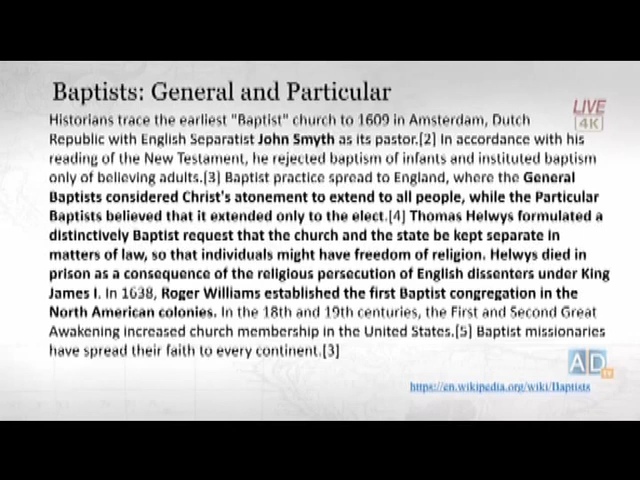 Baptists: General and Particular
LIVE
4K
Historians trace the earliest "Baptist" church to 1609 in Amsterdam, Dutch
Republic with English Separatist John Smyth as its pastor.[2] In accordance with his
reading of the New Testament, he rejected baptism of infants and instituted baptism
only of believing adults.[3] Baptist practice spread to England, where the General
Baptists considered Christ's atonement to extend to all people, while the Particular
Baptists believed that it extended only to the elect.[4] Thomas Helwys formulated a
distinctively Baptist request that the church and the state be kept separate in
matters of law, so that individuals might have freedom of religion. Helwys died in
prison as a consequence of the religious persecution of English dissenters under King
James I. In 1638, Roger Williams established the first Baptist congregation in the
North American colonies. In the 18th and 19th centuries, the First and Second Great
Awakening increased church membership in the United States.[5] Baptist missionaries
have spread their faith to every continent.[3]
AD
TV
https://en.wikipedia.org/wiki/Baptists